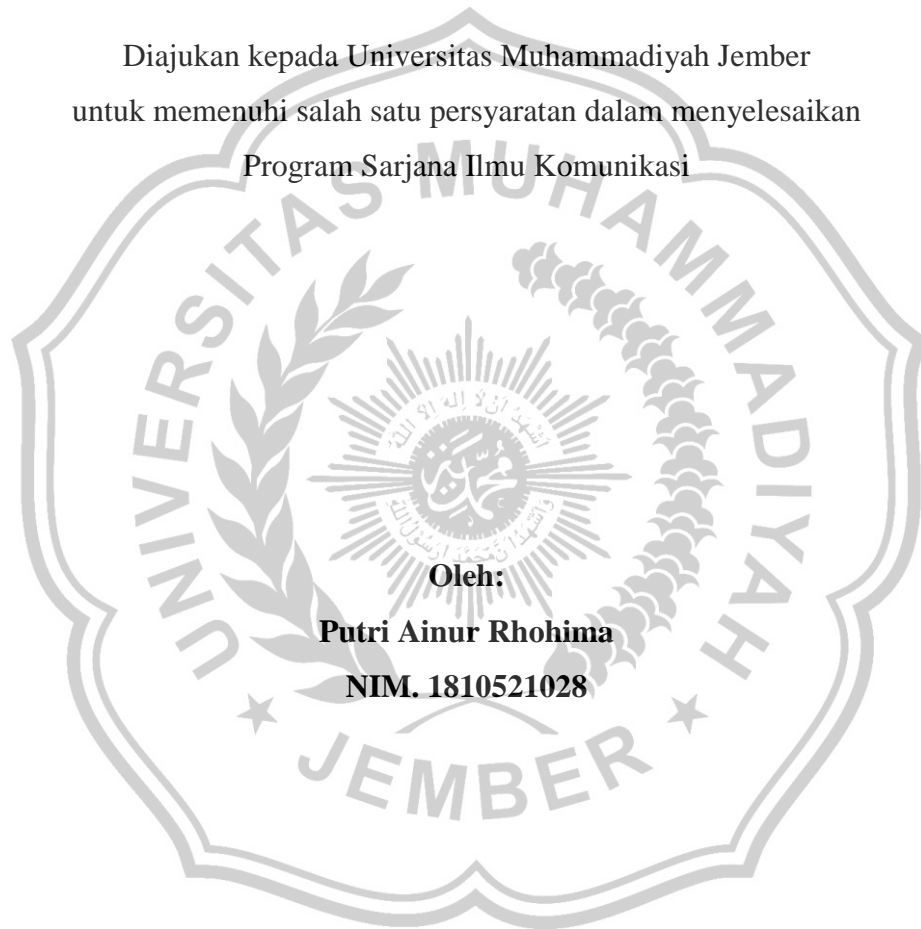 Diajukan kepada Universitas Muhammadiyah Jember
untuk memenuhi salah satu persyaratan dalam menyelesaikan
Program Sarjana Ilmu Komunikasi
UNIVERSITAS MUHAMMADIYAH
Oleh:
Putri Ainur Rhohima
NIM. 1810521028
JEMBER